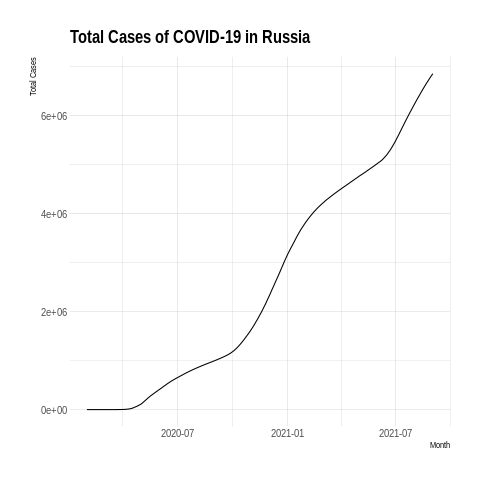 Total Cases of COVID-19 in Russia
Total Cases
6e+06
4e+06
2e+06
0e+00
2020-07
2021-01
2021-07
Month